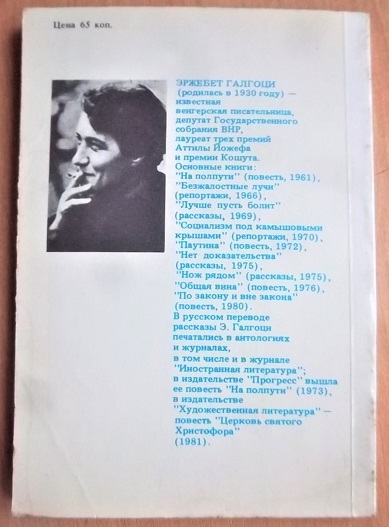 Цена 65 коп.
ЭРЖЕБЕТ ГАЛГОЦИ
(родилась в 1930 году) —
известная
венгерская писательница,
депутат Государственного
собрания ВНР,
лауреат трех премий
Аттилы Йожефа
и премии Кошута.
Основные книги:
"На полпути" (повесть, 1961),
"Безжалостные лучи"
(репортажи, 1966),
"Лучше пусть болит"
(рассказы, 1969),
"Социализм под камышовыми
крышами" (репортажи, 1970),
"Паутина" (повесть, 1972),
"Нет доказательства"
(рассказы, 1975),
"Нож рядом" (рассказы, 1975),
"Общая вина" (повесть, 1976),
"По закону и вне закона"
(повесть, 1980).
В русском переводе
рассказы Э. Галгоци
печатались в антологиях
и журналах,
в том числе и в журнале
"Иностранная литература";
в издательстве "Прогресс" вышла
ее повесть "На полпути" (1973),
в издательстве
"Художественная литература" —
повесть "Церковь святого
Христофора"
(1981).